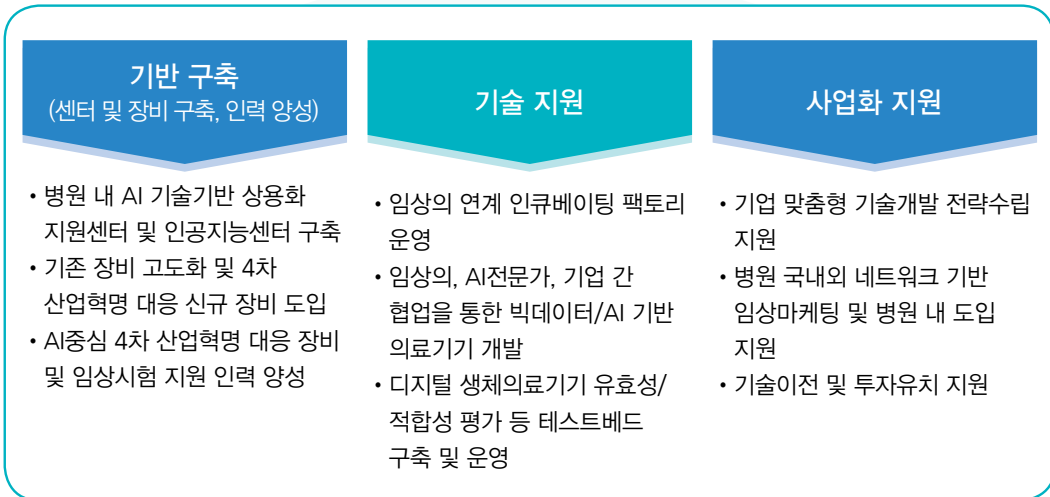 기반 구축
(센터 및 장비 구축, 인력 양성)
• 병원 내 AI 기술기반 상용화
지원센터 및 인공지능센터 구축
• 기존 장비 고도화 및 4차
산업혁명 대응 신규 장비 도입
• AI중심 4차 산업혁명 대응 장비
및 임상시험 지원 인력 양성
기술 지원
• 임상의 연계 인큐베이팅 팩토리
운영
• 임상의, AI전문가, 기업 간
협업을 통한 빅데이터/AI 기반
의료기기 개발
• 디지털 생체의료기기 유효성/
적합성 평가 등 테스트베드
구축 및 운영
사업화 지원
• 기업 맞춤형 기술개발 전략수립
지원
• 병원 국내외 네트워크 기반
임상마케팅 및 병원 내 도입
지원
• 기술이전 및 투자유치 지원